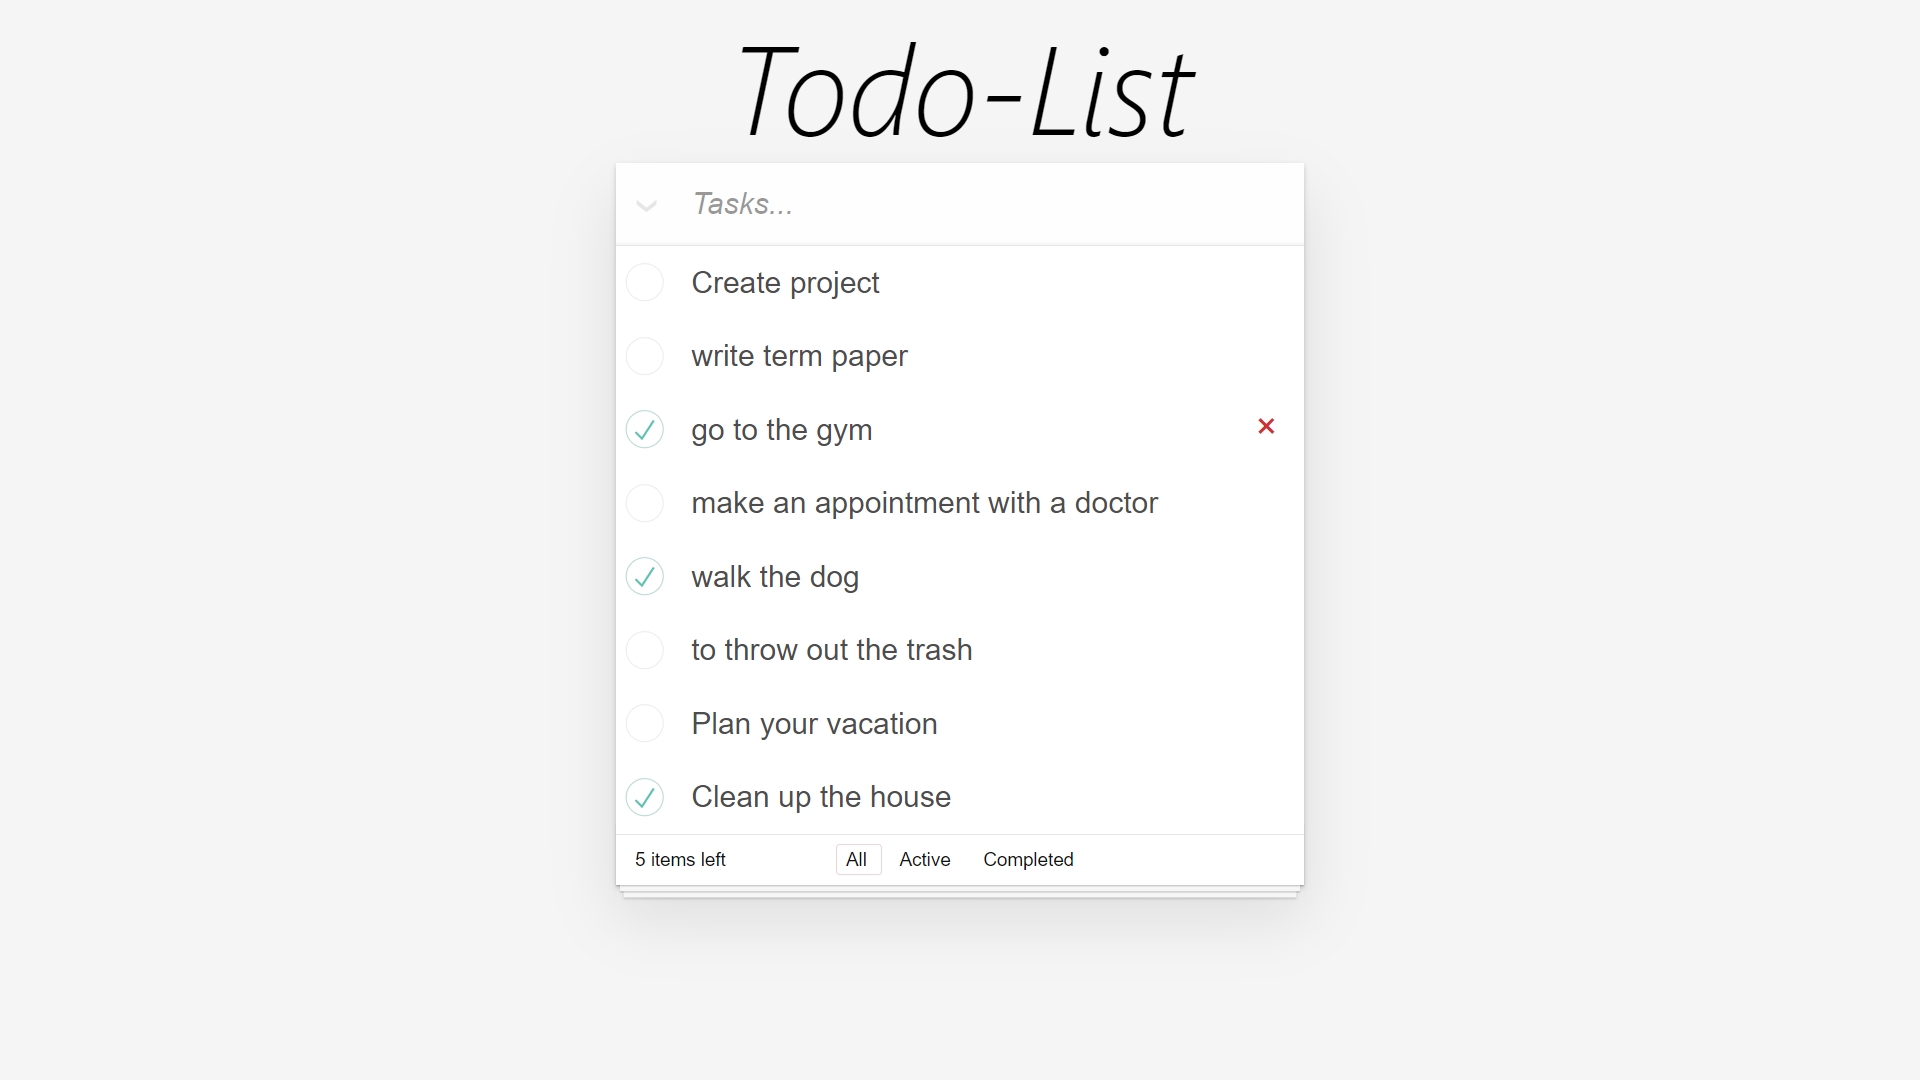 Todo-List
Tasks...
Create project
write term paper
go to the gym
make an appointment with a doctor
walk the dog
to throw out the trash
Plan your vacation
Clean up the house
5 items left All Active Completed